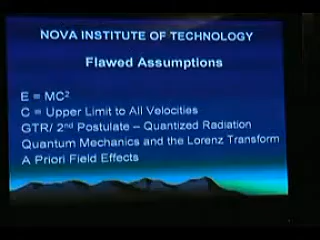 NOVA INSTITUTE OF TECHNOLOGY
Flawed Assumptions
E = MC²
C = Upper Limit to All Velocities
GTR/ 2nd Postulate – Quantized Radiation
Quantum Mechanics and the Lorenz Transform
A Priori Field Effects